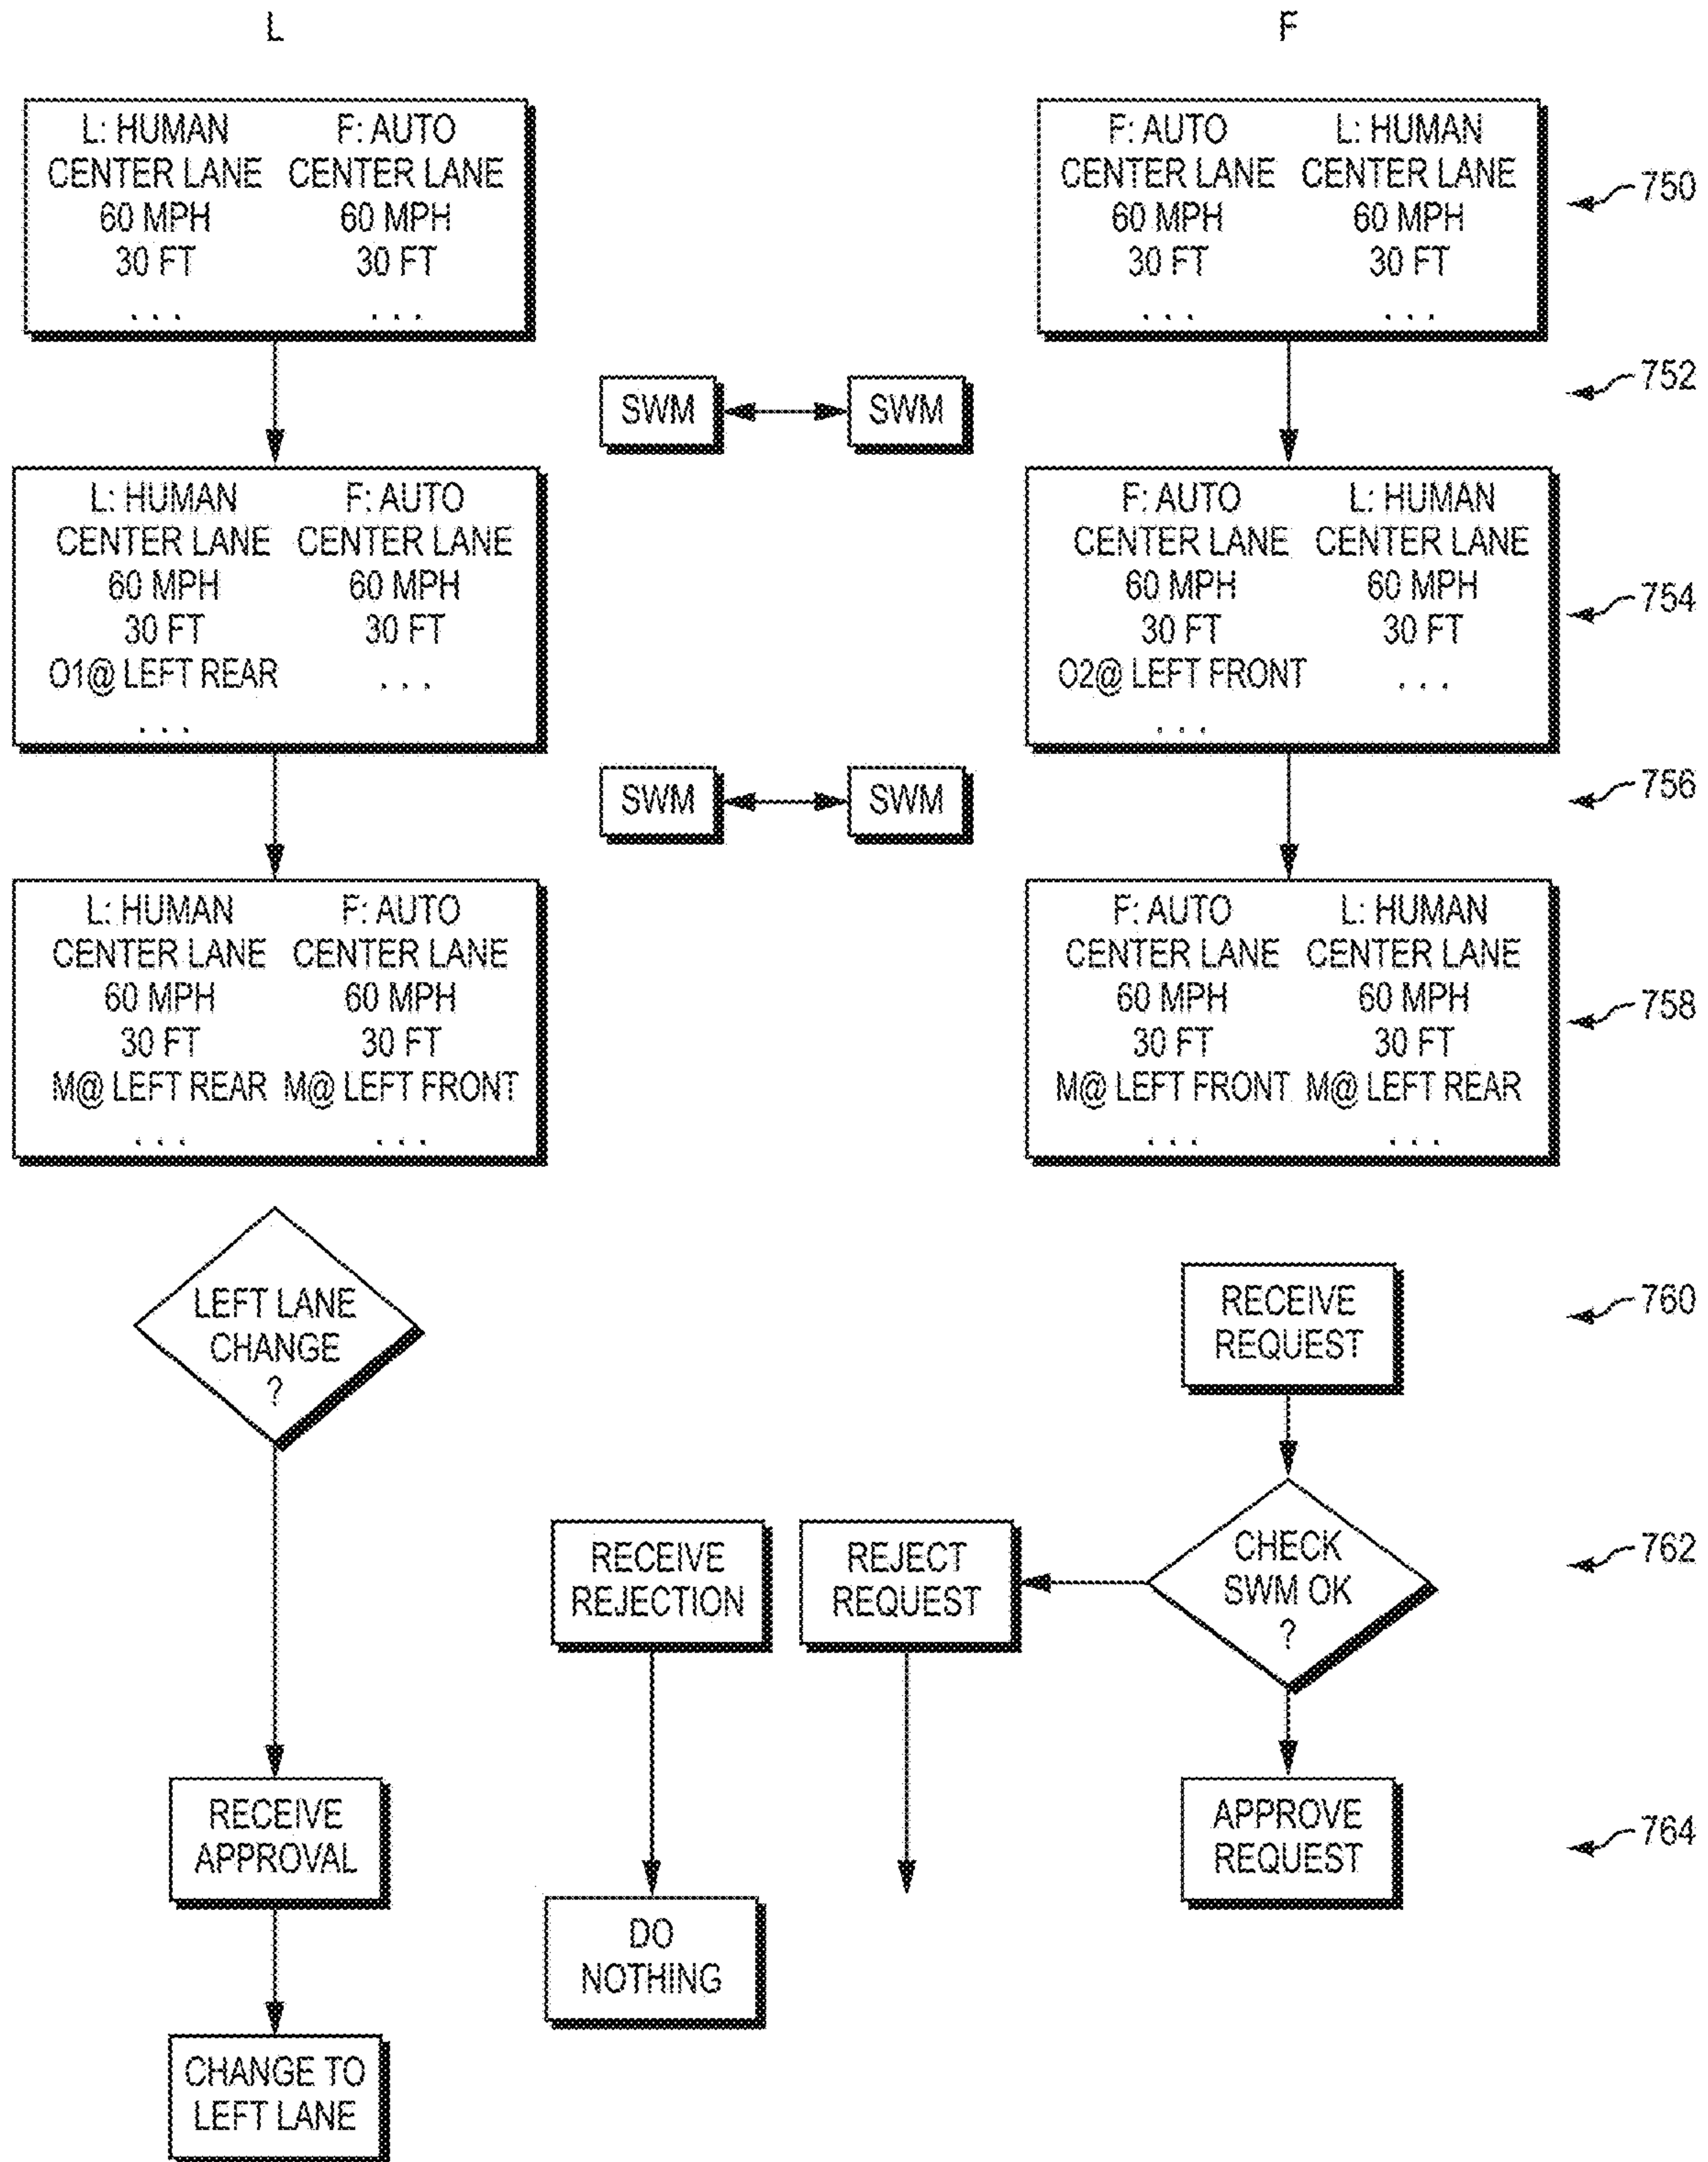 L
F
L: HUMAN
CENTER LANE
60 MPH
30 FT
. . .
F: AUTO
CENTER LANE
60 MPH
30 FT
. . .
F: AUTO
CENTER LANE
60 MPH
30 FT
. . .
L: HUMAN
CENTER LANE
60 MPH
30 FT
. . .
750
SWM
SWM
752
L: HUMAN
CENTER LANE
60 MPH
30 FT
O1@ LEFT REAR
. . .
F: AUTO
CENTER LANE
60 MPH
30 FT
. . .
F: AUTO
CENTER LANE
60 MPH
30 FT
O2@ LEFT FRONT
. . .
L: HUMAN
CENTER LANE
60 MPH
30 FT
. . .
754
SWM
SWM
756
L: HUMAN
CENTER LANE
60 MPH
30 FT
M@ LEFT REAR
. . .
F: AUTO
CENTER LANE
60 MPH
30 FT
M@ LEFT FRONT
. . .
F: AUTO
CENTER LANE
60 MPH
30 FT
M@ LEFT FRONT
. . .
L: HUMAN
CENTER LANE
60 MPH
30 FT
M@ LEFT REAR
. . .
758
LEFT LANE
CHANGE
?
RECEIVE
REQUEST
760
RECEIVE
REJECTION
REJECT
REQUEST
CHECK
SWM OK
?
762
RECEIVE
APPROVAL
APPROVE
REQUEST
764
DO
NOTHING
CHANGE TO
LEFT LANE